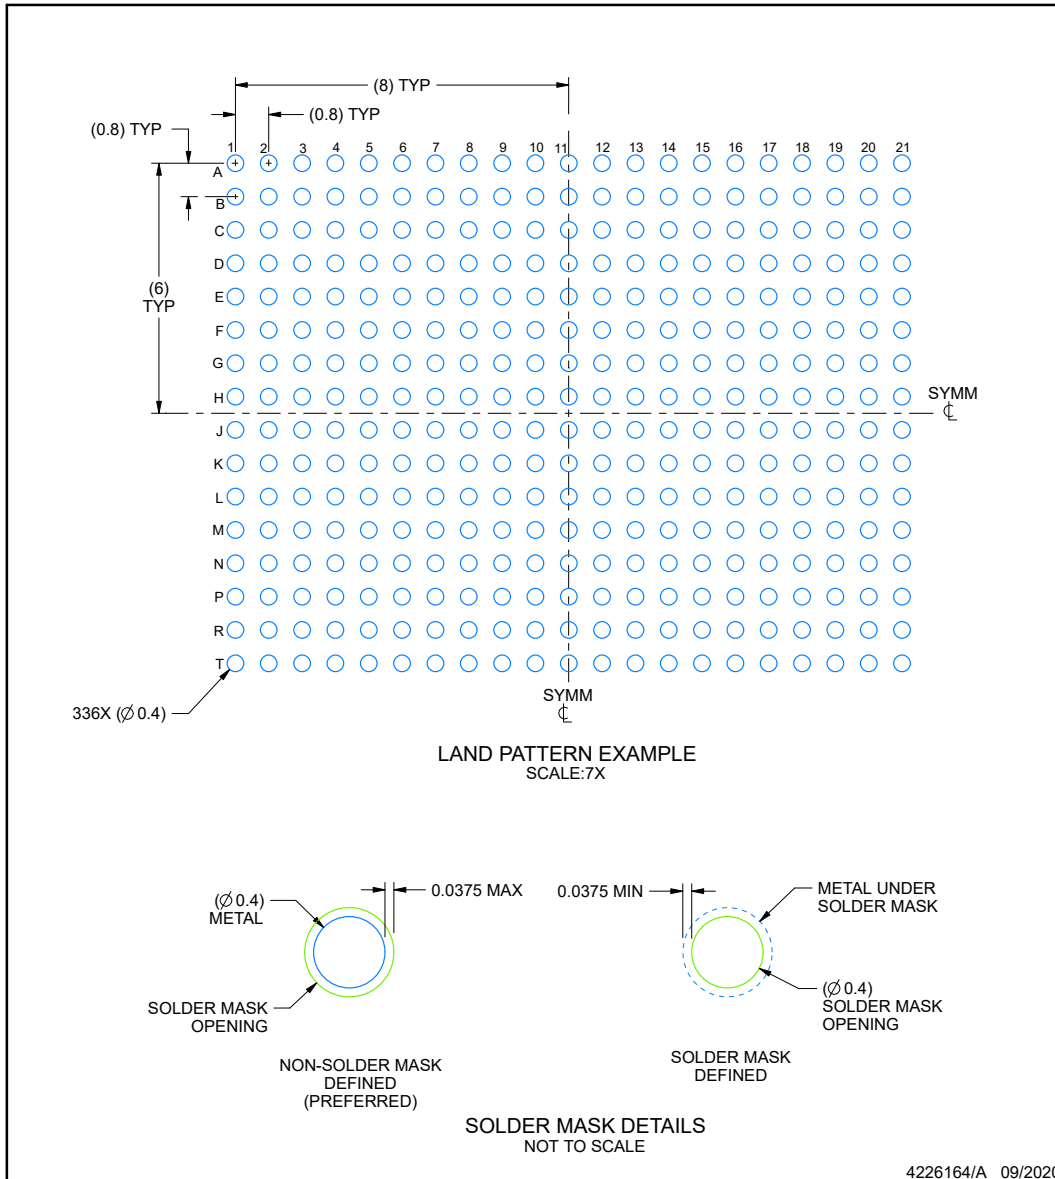 (8) TYP
(0.8) TYP
(0.8) TYP
1 2 3 4 5 6 7 8 9 10 11 12 13 14 15 16 17 18 19 20 21
A
B
C
D
E
(6)
TYP
F
G
H
SYMM
J
K
L
M
N
P
R
T
SYMM
336X (∅ 0.4)
LAND PATTERN EXAMPLE
SCALE:7X
(∅ 0.4)
METAL
0.0375 MAX
SOLDER MASK
OPENING
NON-SOLDER MASK
DEFINED
(PREFERRED)
0.0375 MIN
METAL UNDER
SOLDER MASK
(∅ 0.4)
SOLDER MASK
OPENING
SOLDER MASK
DEFINED
SOLDER MASK DETAILS
NOT TO SCALE
4226164/A 09/2020